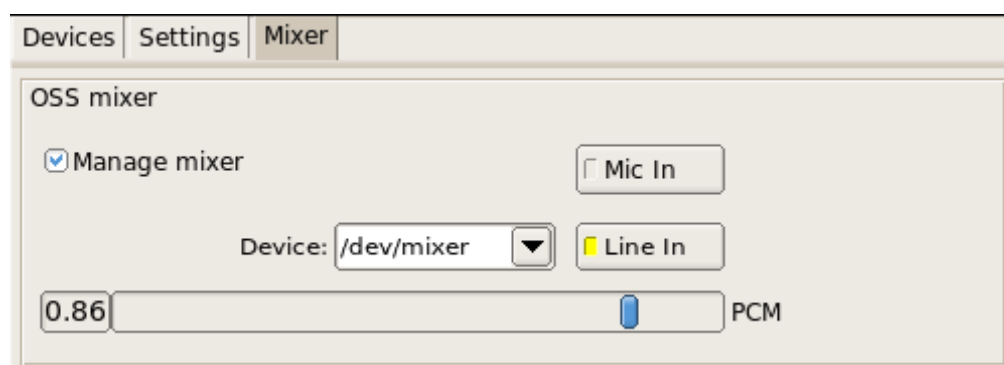 Devices Settings Mixer
OSS mixer
Manage mixer
Mic In
Device: /dev/mixer
Line In
0.86 PCM